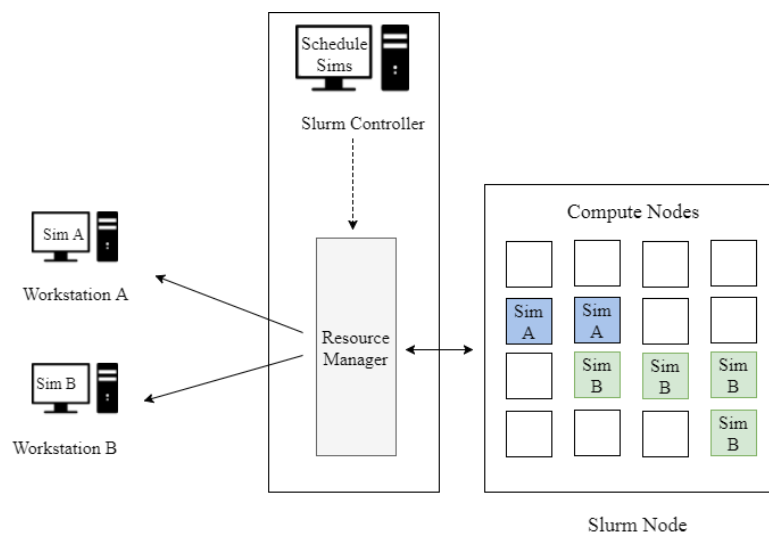 Schedule
Sims
Slurm Controller
Sim A
Workstation A
Sim B
Workstation B
Resource
Manager
Compute Nodes
Sim
A
Sim
A
Sim
B
Sim
B
Sim
B
Sim
B
Slurm Node